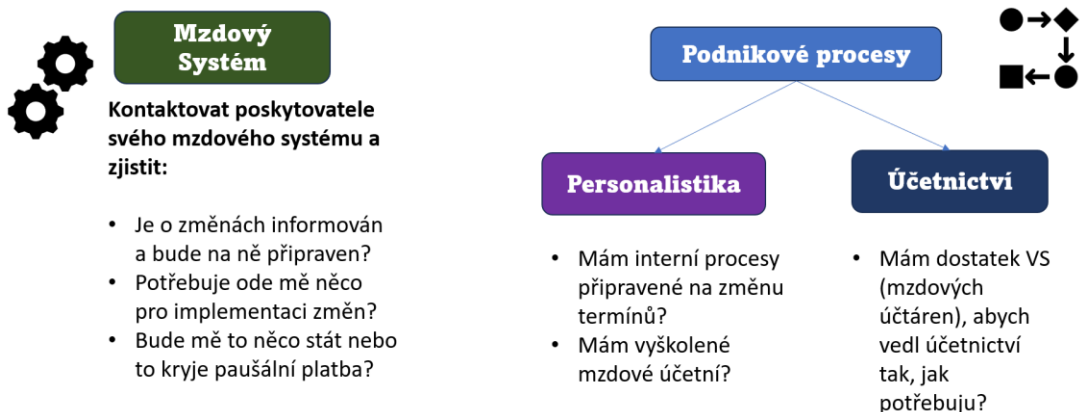 Mzdový
Systém
Kontaktovat poskytovatele
svého mzdového systému a
zjistit:
• Je o změnách informován
a bude na ně připraven?
• Potřebuje ode mě něco
pro implementaci změn?
• Bude mě to něco stát nebo
to kryje paušální platba?
Podnikové procesy
Personalistika
• Mám interní procesy
připravené na změnu
termínů?
• Mám vyškolené
mzdové účetní?
Účetnictví
• Mám dostatek VS
(mzdových
účtáren), abych
vedl účetnictví
tak, jak
potřebuju?